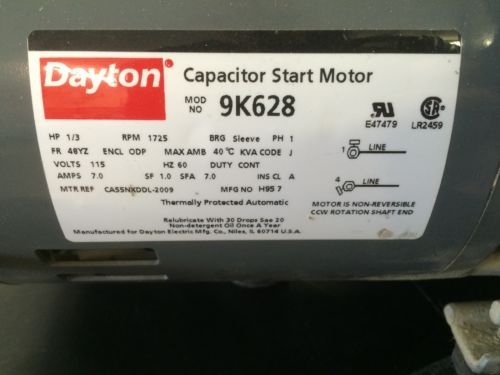 Dayton
Capacitor Start Motor
MOD NO 9K628
E47479
LR2459
HP 1/3 RPM 1725 BRG Sleeve PH 1
FR 48YZ ENCL ODP MAX AMB 40°C KVA CODE J
VOLTS 115 HZ 60 DUTY CONT
AMPS 7.0 SF 1.0 SFA 7.0 INS CL A
MTR REF CA55NXDDL-2009 MFG NO H95 7
Thermally Protected Automatic
1 LINE
4 LINE
MOTOR IS NON-REVERSIBLE
CCW ROTATION SHAFT END
Relubricate With 30 Drops Sae 20
Non-detergent Oil Once A Year
Manufactured for Dayton Electric Mfg. Co., Niles, IL 60714 U.S.A.